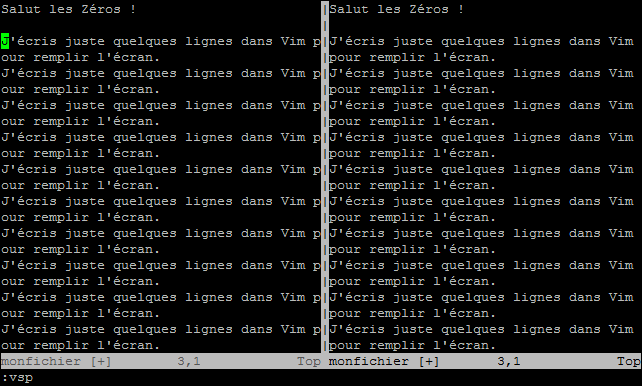 Salut les Zéros !
J'écris juste quelques lignes dans Vim p
our remplir l'écran.
J'écris juste quelques lignes dans Vim p
our remplir l'écran.
J'écris juste quelques lignes dans Vim p
our remplir l'écran.
J'écris juste quelques lignes dans Vim p
our remplir l'écran.
J'écris juste quelques lignes dans Vim p
our remplir l'écran.
J'écris juste quelques lignes dans Vim p
our remplir l'écran.
J'écris juste quelques lignes dans Vim p
our remplir l'écran.
J'écris juste quelques lignes dans Vim p
our remplir l'écran.
J'écris juste quelques lignes dans Vim p
our remplir l'écran.
J'écris juste quelques lignes dans Vim p
our remplir l'écran.
monfichier [+] 3,1 Top
Salut les Zéros !
J'écris juste quelques lignes dans Vim
pour remplir l'écran.
J'écris juste quelques lignes dans Vim
pour remplir l'écran.
J'écris juste quelques lignes dans Vim
pour remplir l'écran.
J'écris juste quelques lignes dans Vim
pour remplir l'écran.
J'écris juste quelques lignes dans Vim
pour remplir l'écran.
J'écris juste quelques lignes dans Vim
pour remplir l'écran.
J'écris juste quelques lignes dans Vim
pour remplir l'écran.
J'écris juste quelques lignes dans Vim
pour remplir l'écran.
J'écris juste quelques lignes dans Vim
pour remplir l'écran.
J'écris juste quelques lignes dans Vim
pour remplir l'écran.
monfichier [+] 3,1 Top
:vsp